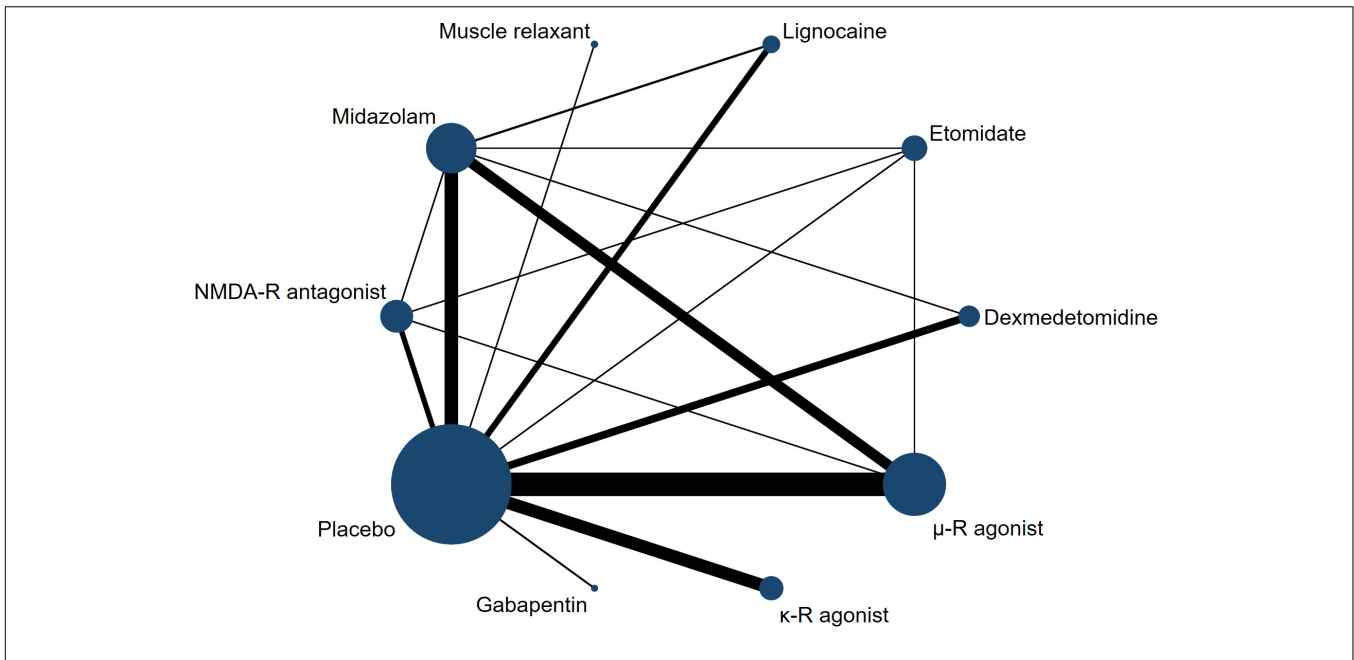 Muscle relaxant
Lignocaine
Midazolam
Etomidate
NMDA-R antagonist
Dexmedetomidine
Placebo
μ-R agonist
Gabapentin
κ-R agonist